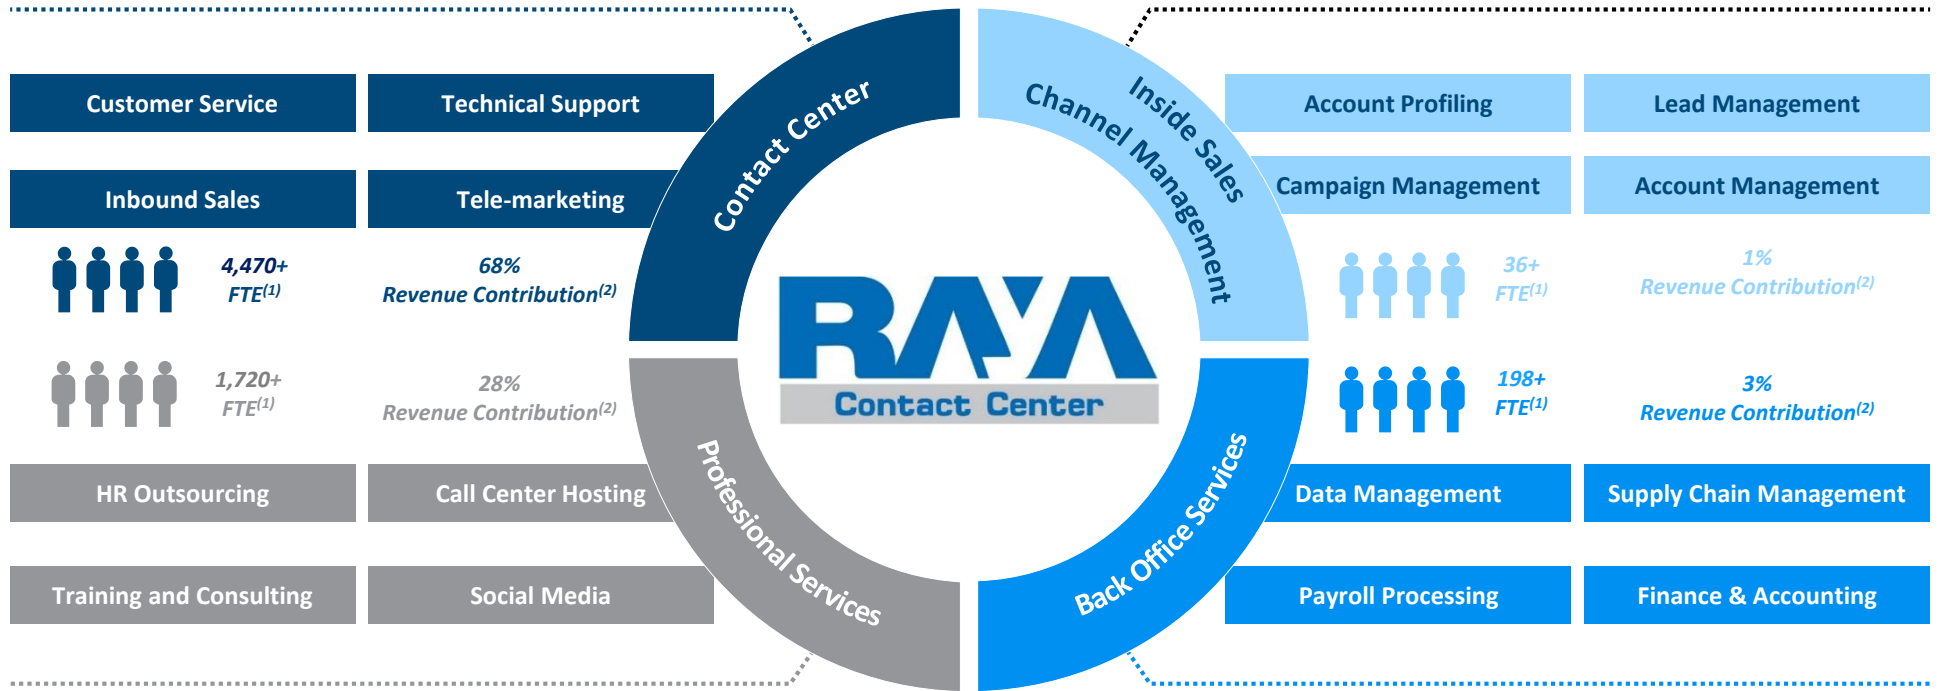 Customer Service
Technical Support
Inbound Sales
Tele-marketing
4,470+
FTE(1)
68%
Revenue Contribution(2)
Contact Center
Inside Sales
Channel Management
Account Profiling
Lead Management
Campaign Management
Account Management
36+
FTE(1)
1%
Revenue Contribution(2)
RAYA
Contact Center
1,720+
FTE(1)
28%
Revenue Contribution(2)
HR Outsourcing
Call Center Hosting
Training and Consulting
Social Media
Professional Services
Back Office Services
198+
FTE(1)
3%
Revenue Contribution(2)
Data Management
Supply Chain Management
Payroll Processing
Finance & Accounting